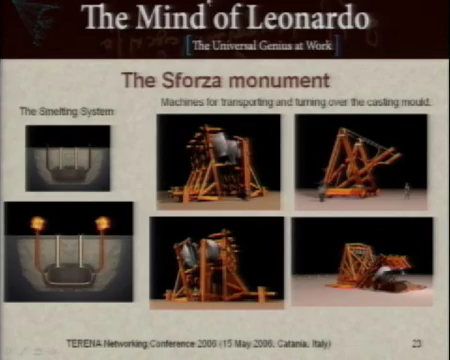 The Mind of Leonardo
[The Universal Genius at Work]
The Sforza monument
The Smelting System
Machines for transporting and turning over the casting mould.
TERENA Networking Conference 2006 (15 May 2006, Catania, Italy)
23